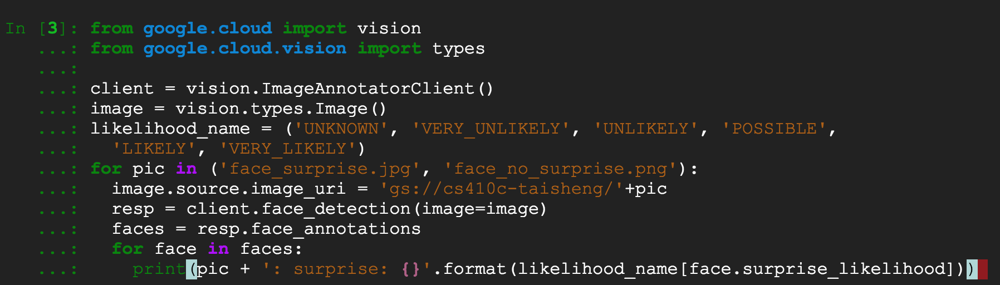 In [3]: from google.cloud import vision
   ...: from google.cloud.vision import types
   ...:
   ...: client = vision.ImageAnnotatorClient()
   ...: image = vision.types.Image()
   ...: likelihood_name = ('UNKNOWN', 'VERY_UNLIKELY', 'UNLIKELY', 'POSSIBLE',
   ...:   'LIKELY', 'VERY_LIKELY')
   ...: for pic in ('face_surprise.jpg', 'face_no_surprise.png'):
   ...:   image.source.image_uri = 'gs://cs410c-taisheng/'+pic
   ...:   resp = client.face_detection(image=image)
   ...:   faces = resp.face_annotations
   ...:   for face in faces:
   ...:     print(pic + ': surprise: {}'.format(likelihood_name[face.surprise_likelihood]))